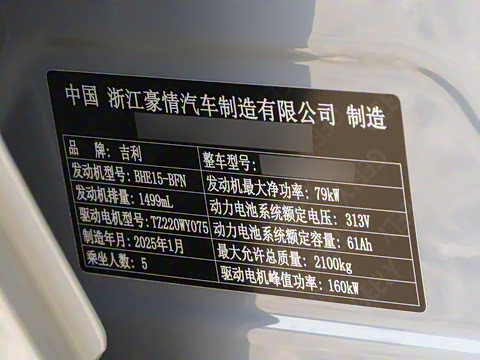 中国 浙江豪情汽车制造有限公司 制造
品 牌: 吉利 整车型号:
发动机型号: BHE15-BFN 发动机最大净功率: 79kW
发动机排量: 1499mL 动力电池系统额定电压: 313V
驱动电机型号: TZ220WY075 动力电池系统额定容量: 61Ah
制造年月: 2025年1月 最大允许总质量: 2100kg
乘坐人数: 5 驱动电机峰值功率: 160kW